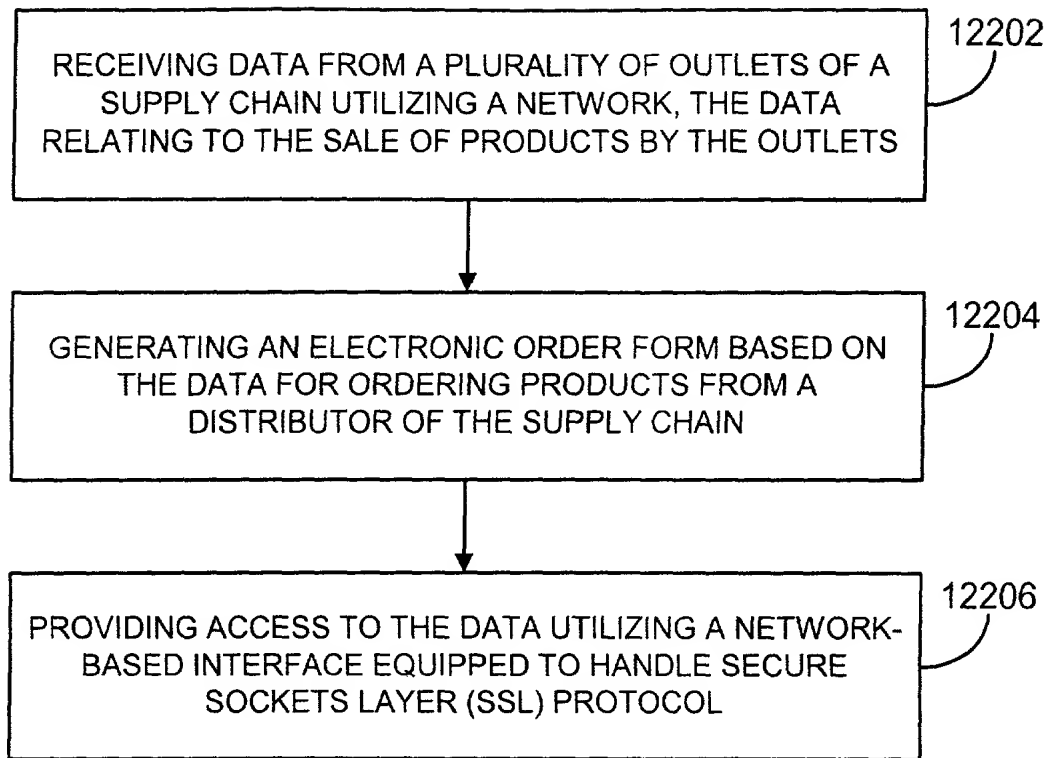 12202
RECEIVING DATA FROM A PLURALITY OF OUTLETS OF A
SUPPLY CHAIN UTILIZING A NETWORK, THE DATA
RELATING TO THE SALE OF PRODUCTS BY THE OUTLETS
12204
GENERATING AN ELECTRONIC ORDER FORM BASED ON
THE DATA FOR ORDERING PRODUCTS FROM A
DISTRIBUTOR OF THE SUPPLY CHAIN
12206
PROVIDING ACCESS TO THE DATA UTILIZING A NETWORK-
BASED INTERFACE EQUIPPED TO HANDLE SECURE
SOCKETS LAYER (SSL) PROTOCOL